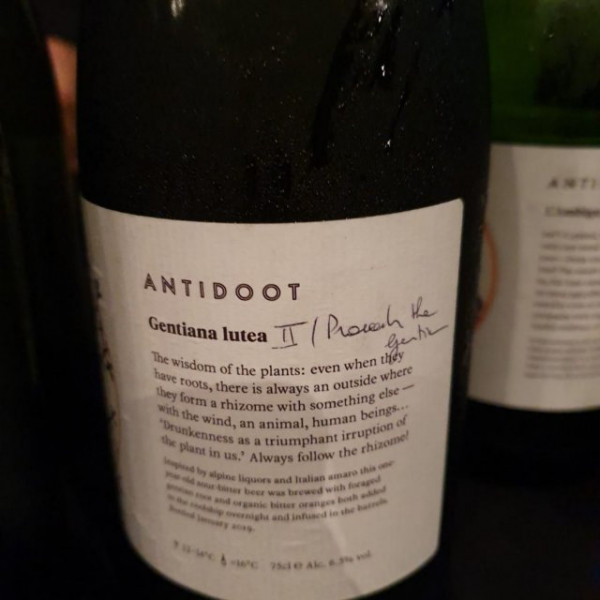 ANTIDOOT
Gentiana lutea II / Proceed the
Gentian
The wisdom of the plants: even when they
have roots, there is always an outside where
they form a rhizome with something else —
with the wind, an animal, human beings…
'Drunkenness as a triumphant irruption of
the plant in us.' Always follow the rhizome!
Inspired by alpine liquors and Italian amaro this one-
year-old sour-bitter beer was brewed with foraged
gentian root and organic bitter oranges both added
to the coolship overnight and infused in the barrels.
Bottled January 2019.
75cl Alc. 6.5% vol.
ANTI